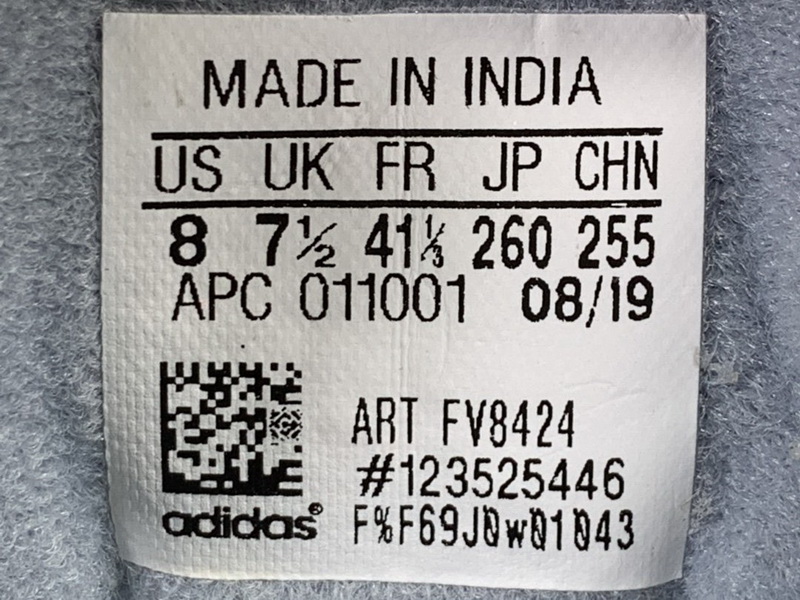 MADE IN INDIA
US UK FR JP CHN
8 7½ 41⅓ 260 255
APC 011001 08/19
ART FV8424
#123525446
adidas®
F%F69J0w01043